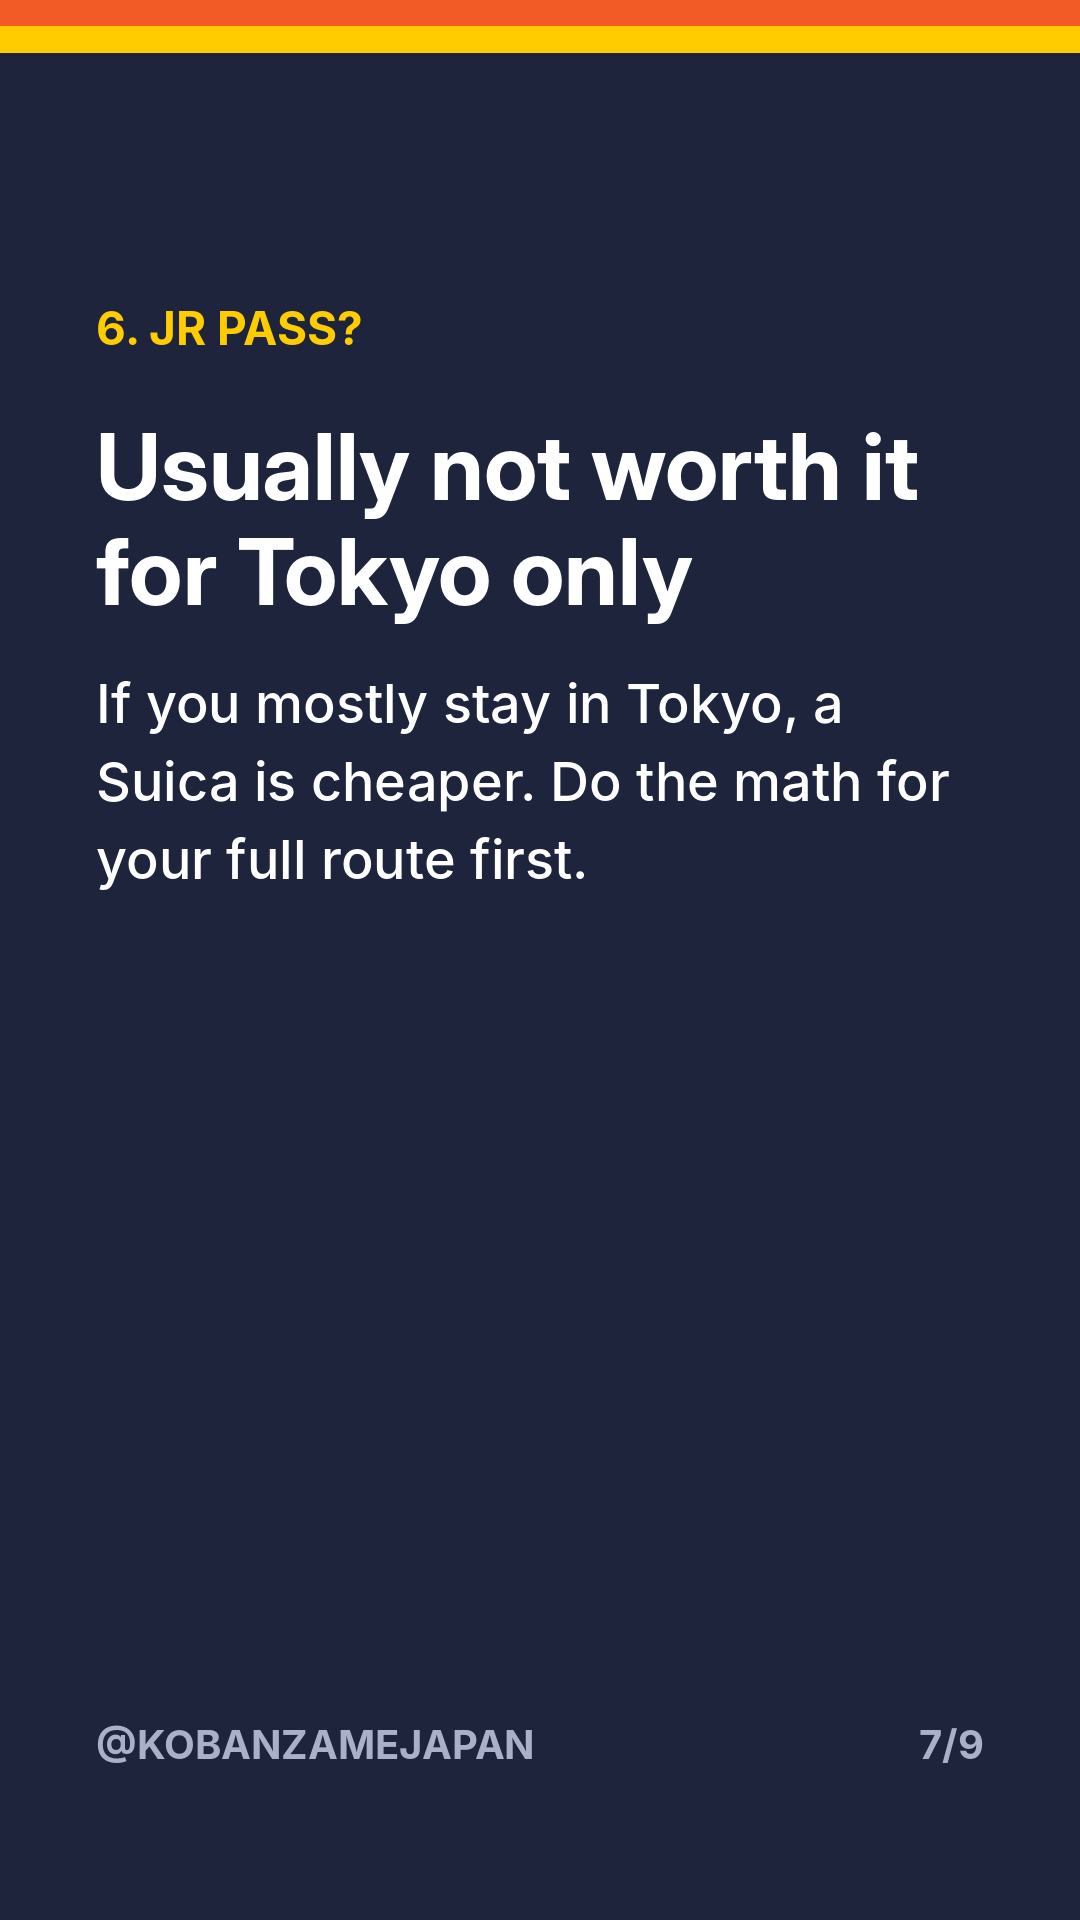 6. JR PASS?
Usually not worth it
for Tokyo only
If you mostly stay in Tokyo, a
Suica is cheaper. Do the math for
your full route first.
@KOBANZAMEJAPAN
7/9